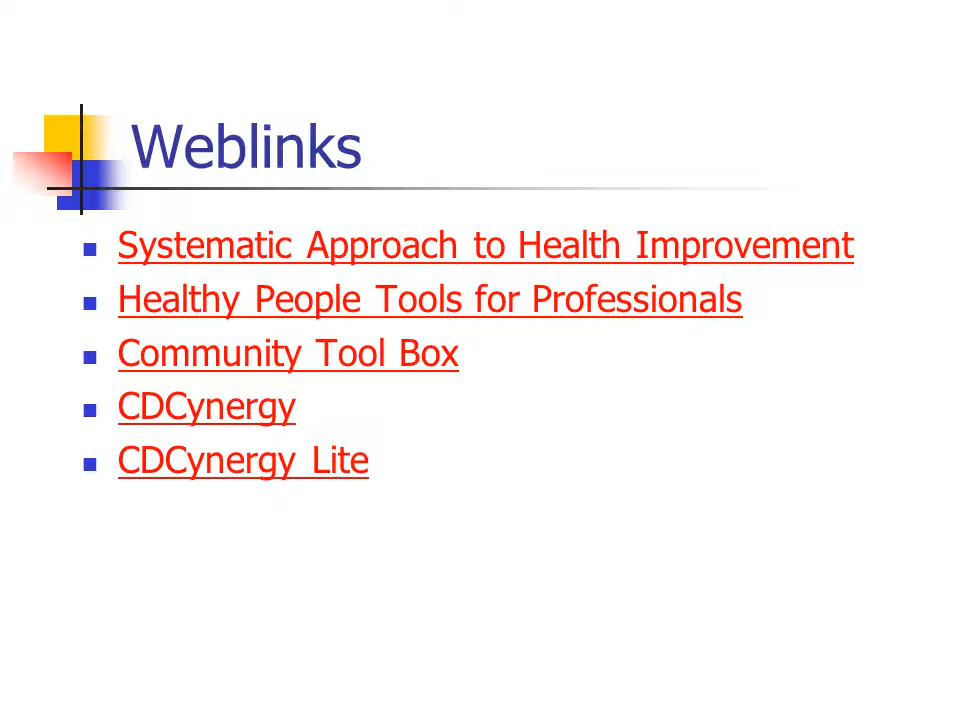 Weblinks
Systematic Approach to Health Improvement
Healthy People Tools for Professionals
Community Tool Box
CDCynergy
CDCynergy Lite